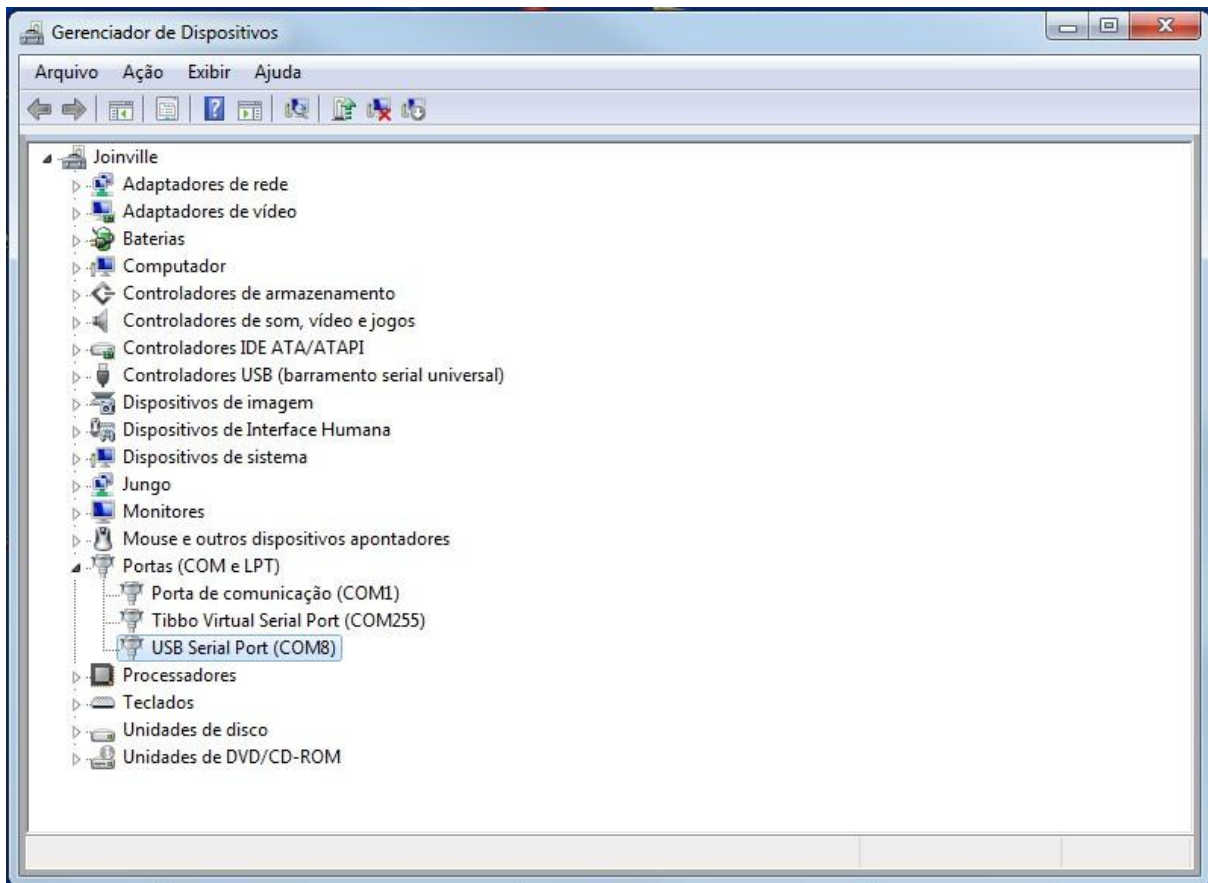 Gerenciador de Dispositivos
Arquivo Ação Exibir Ajuda
Joinville
Adaptadores de rede
Adaptadores de vídeo
Baterias
Computador
Controladores de armazenamento
Controladores de som, vídeo e jogos
Controladores IDE ATA/ATAPI
Controladores USB (barramento serial universal)
Dispositivos de imagem
Dispositivos de Interface Humana
Dispositivos de sistema
Jungo
Monitores
Mouse e outros dispositivos apontadores
Portas (COM e LPT)
Porta de comunicação (COM1)
Tibbo Virtual Serial Port (COM255)
USB Serial Port (COM8)
Processadores
Teclados
Unidades de disco
Unidades de DVD/CD-ROM